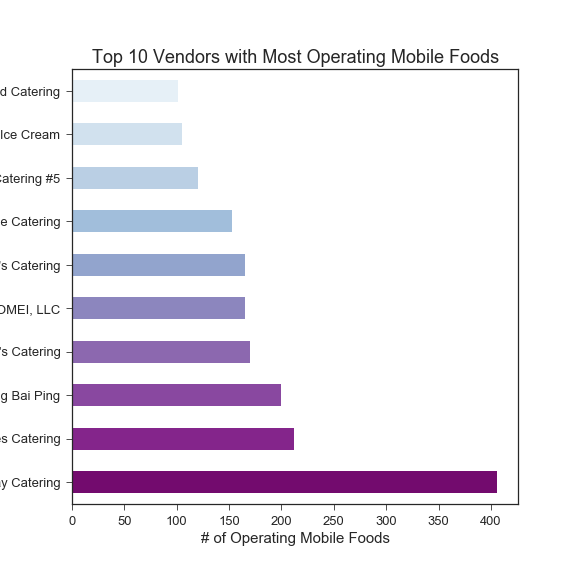 Top 10 Vendors with Most Operating Mobile Foods
d Catering
Ice Cream
Catering #5
e Catering
's Catering
OMEI, LLC
's Catering
g Bai Ping
es Catering
ay Catering
0 50 100 150 200 250 300 350 400
# of Operating Mobile Foods